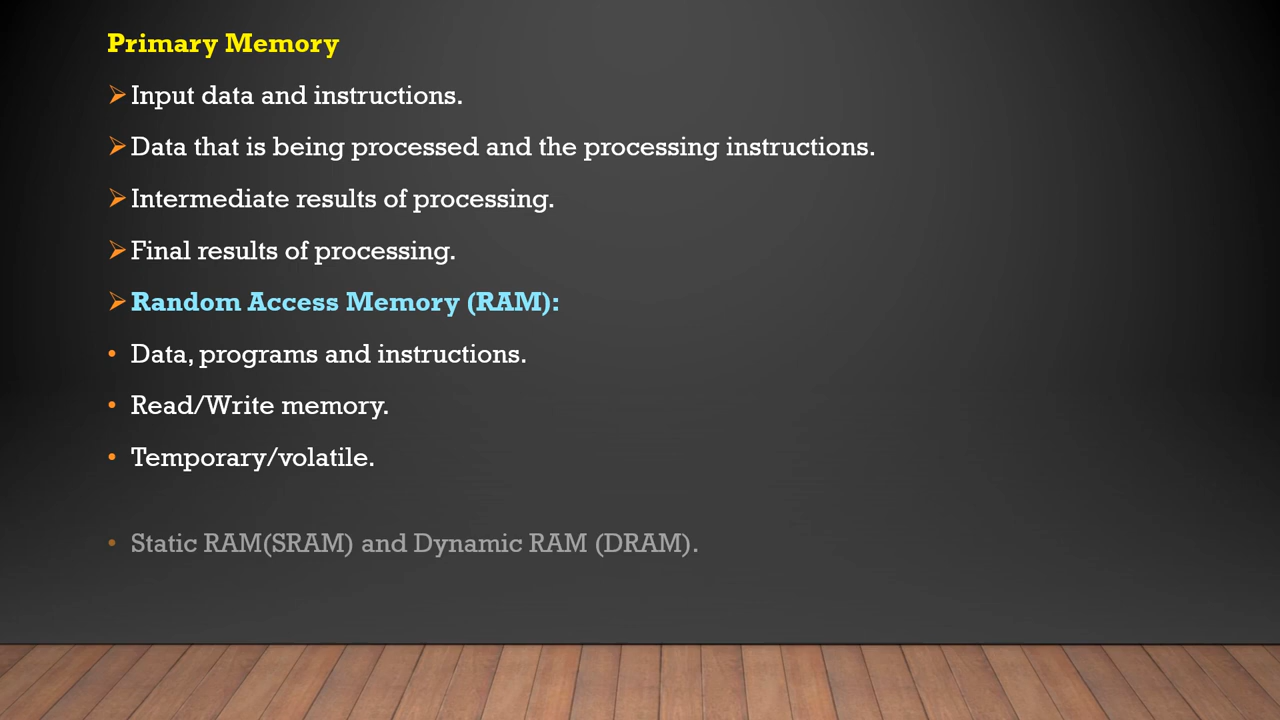 Primary Memory
➢Input data and instructions.
➢Data that is being processed and the processing instructions.
➢Intermediate results of processing.
➢Final results of processing.
➢Random Access Memory (RAM):
• Data, programs and instructions.
• Read/Write memory.
• Temporary/volatile.
• Static RAM(SRAM) and Dynamic RAM (DRAM).